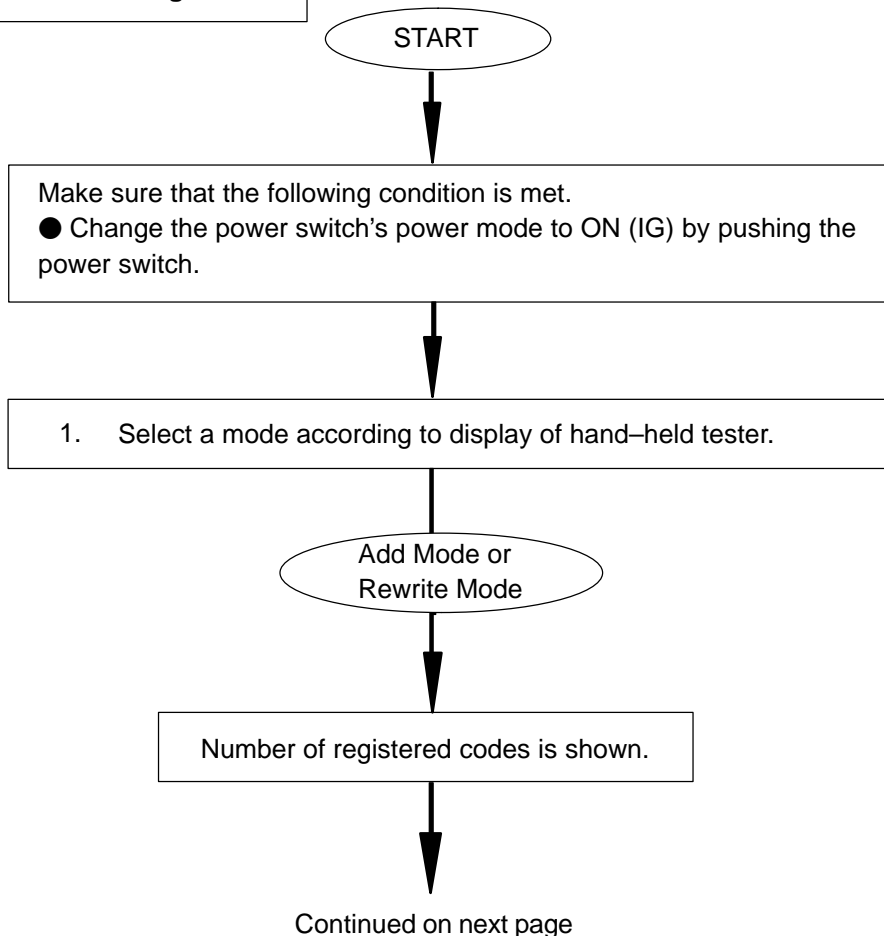 START
Make sure that the following condition is met.
● Change the power switch's power mode to ON (IG) by pushing the
power switch.
1. Select a mode according to display of hand–held tester.
Add Mode or
Rewrite Mode
Number of registered codes is shown.
Continued on next page